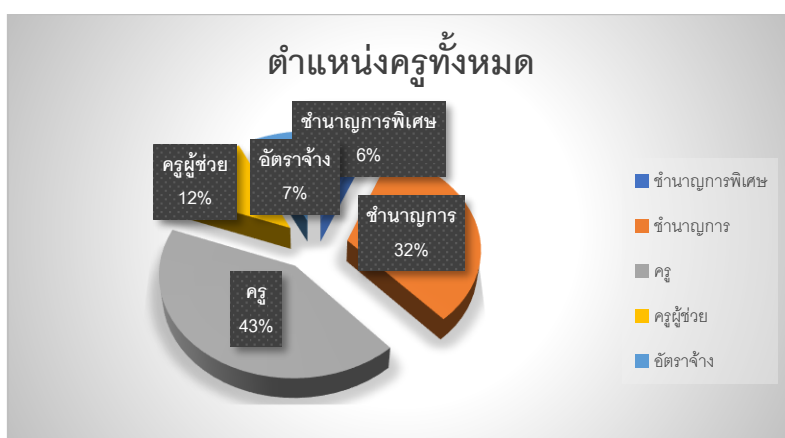 ตำแหน่งครูทั้งหมด
ชำนาญการพิเศษ
6%
อัตราจ้าง
7%
ครูผู้ช่วย
12%
ชำนาญการ
32%
ครู
43%
ชำนาญการพิเศษ
ชำนาญการ
ครู
ครูผู้ช่วย
อัตราจ้าง